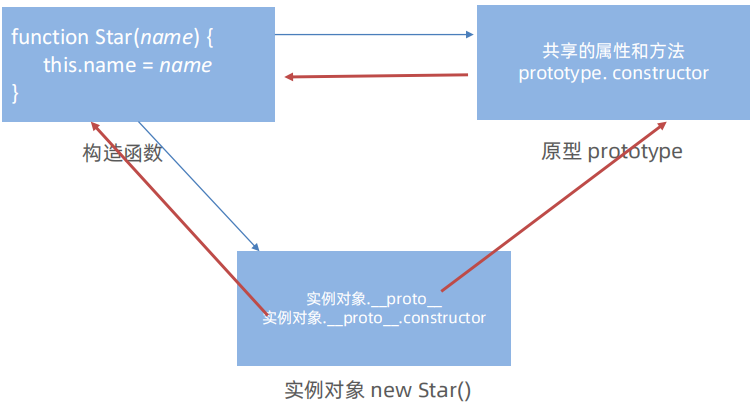 function Star(name) {
this.name = name
}
共享的属性和方法
prototype. constructor
构造函数
原型 prototype
实例对象.__proto__
实例对象.__proto__.constructor
实例对象 new Star()